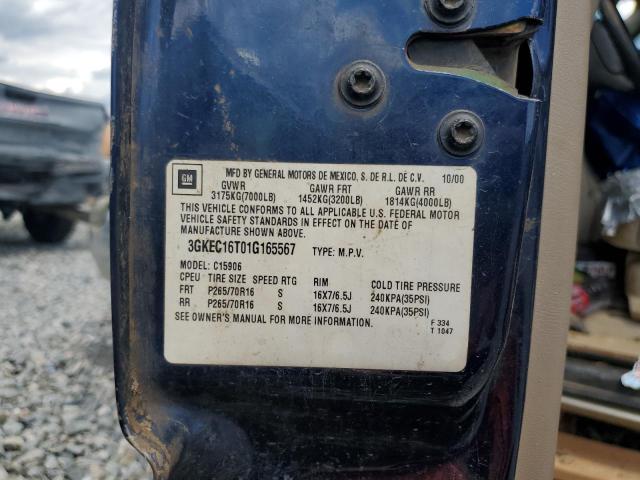 GM
MFD BY GENERAL MOTORS DE MEXICO, S. DE R.L. DE C.V. 10/00
GVWR GAWR FRT GAWR RR
3175KG(7000LB) 1452KG(3200LB) 1814KG(4000LB)
THIS VEHICLE CONFORMS TO ALL APPLICABLE U.S. FEDERAL MOTOR
VEHICLE SAFETY STANDARDS IN EFFECT ON THE DATE OF
MANUFACTURE SHOWN ABOVE.
3GKEC16T01G165567 TYPE: M.P.V.
MODEL: C15906
CPEU TIRE SIZE SPEED RTG RIM COLD TIRE PRESSURE
FRT P265/70R16 S 16X7/6.5J 240KPA(35PSI)
RR P265/70R16 S 16X7/6.5J 240KPA(35PSI)
SEE OWNER'S MANUAL FOR MORE INFORMATION.
F 334
T 1047